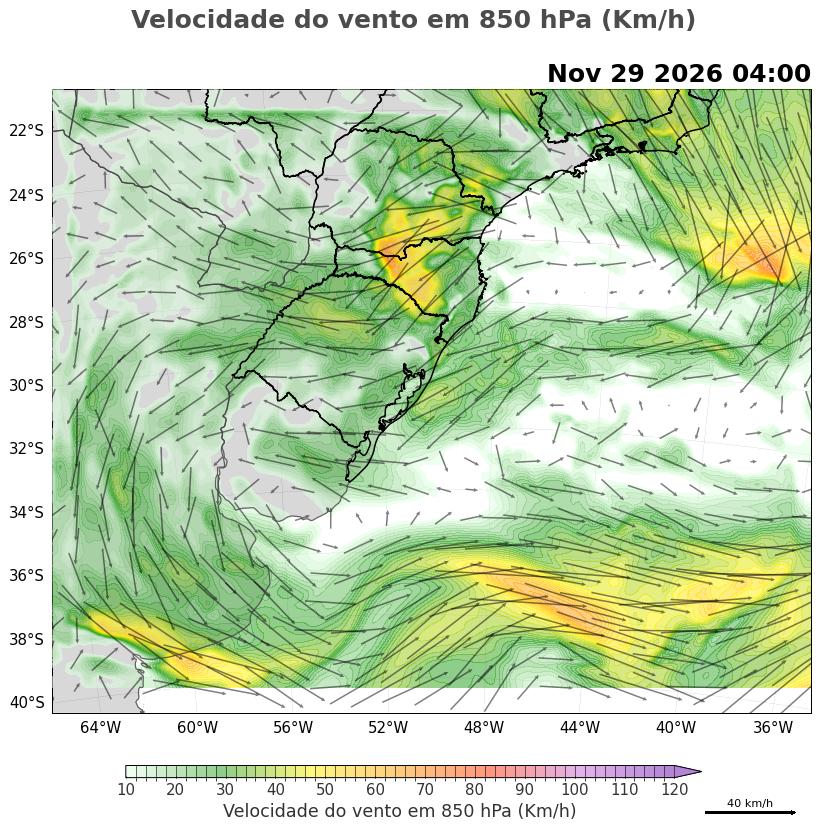 Velocidade do vento em 850 hPa (Km/h)
Nov 29 2026 04:00
22°S
24°S
26°S
28°S
30°S
32°S
34°S
36°S
38°S
40°S
64°W 60°W 56°W 52°W 48°W 44°W 40°W 36°W
10 20 30 40 50 60 70 80 90 100 110 120
Velocidade do vento em 850 hPa (Km/h)
40 km/h